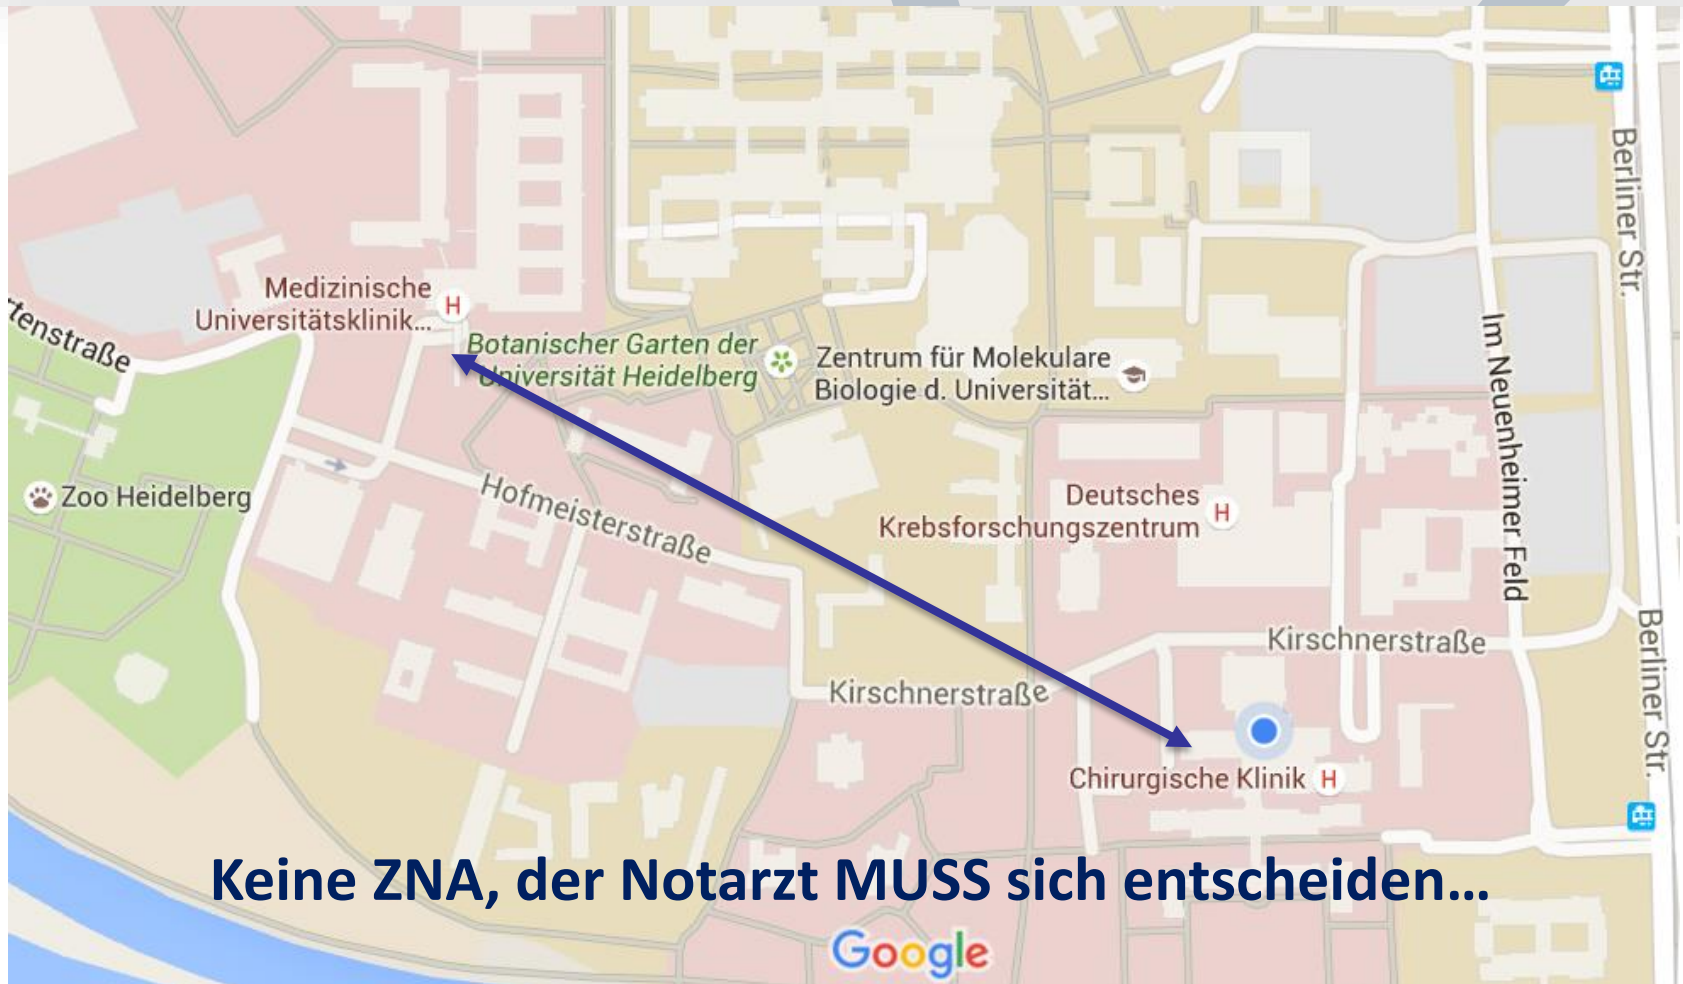 Berliner Str.
Medizinische
Universitätsklinik...
tenstraße
Botanischer Garten der
Universität Heidelberg
Zentrum für Molekulare
Biologie d. Universität...
Im Neuenheimer Feld
Zoo Heidelberg
Hofmeisterstraße
Deutsches
Krebsforschungszentrum
Kirschnerstraße
Kirschnerstraße
Berliner Str.
Chirurgische Klinik
Keine ZNA, der Notarzt MUSS sich entscheiden...
Google
H
H
H